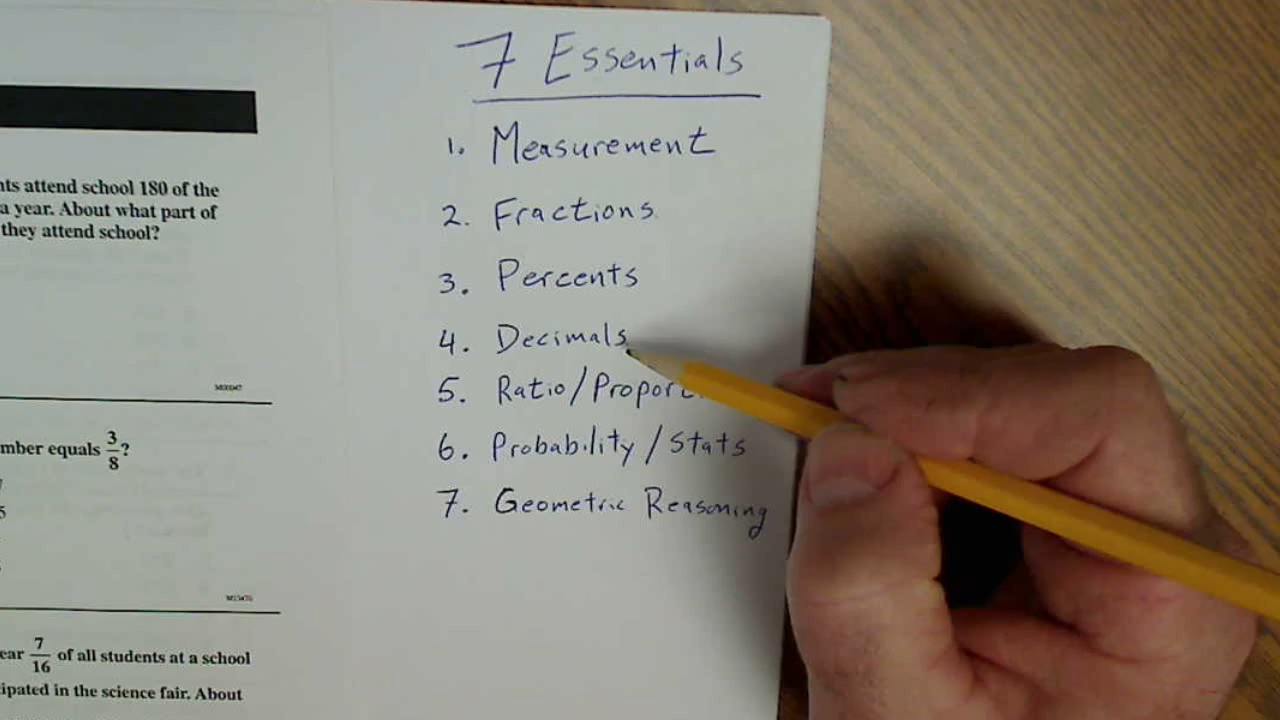 nts attend school 180 of the
a year. About what part of
they attend school?
mber equals 3/8?
5
ear 7/16 of all students at a school
ipated in the science fair. About
7 Essentials
1. Measurement
2. Fractions
3. Percents
4. Decimals
5. Ratio/Propor
6. Probability/Stats
7. Geometric Reasoning